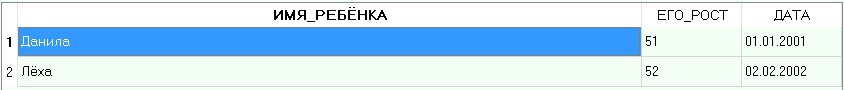 ИМЯ_РЕБЁНКА ЕГО_РОСТ ДАТА
1 Данила 51 01.01.2001
2 Лёха 52 02.02.2002